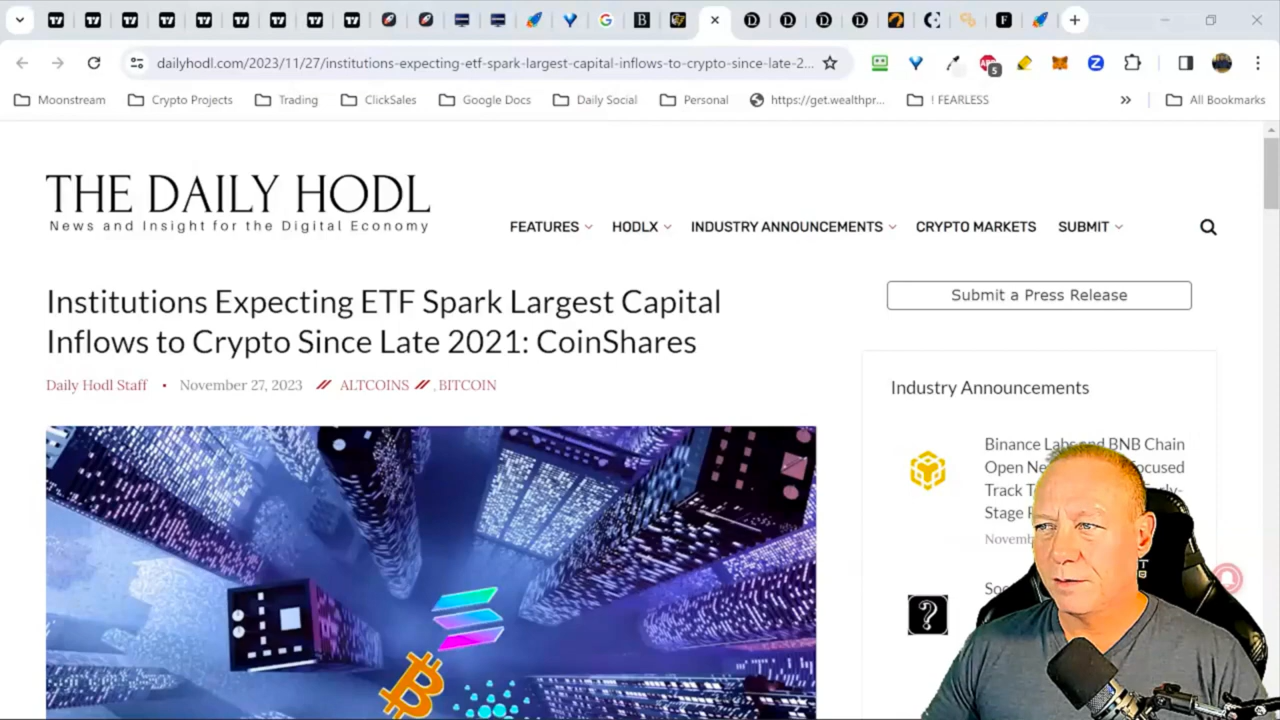 dailyhodl.com/2023/11/27/institutions-expecting-etf-spark-largest-capital-inflows-to-crypto-since-late-2...
5
Moonstream
Crypto Projects
Trading
ClickSales
Google Docs
Daily Social
Personal
https://get.wealthpr...
! FEARLESS
»
All Bookmarks
THE DAILY HODL
News and Insight for the Digital Economy
FEATURES
HODLX
INDUSTRY ANNOUNCEMENTS
CRYPTO MARKETS
SUBMIT
Institutions Expecting ETF Spark Largest Capital
Inflows to Crypto Since Late 2021: CoinShares
Daily Hodl Staff • November 27, 2023 // ALTCOINS // , BITCOIN
Submit a Press Release
Industry Announcements
Binance Labs and BNB Chain
Open
Track
Stage